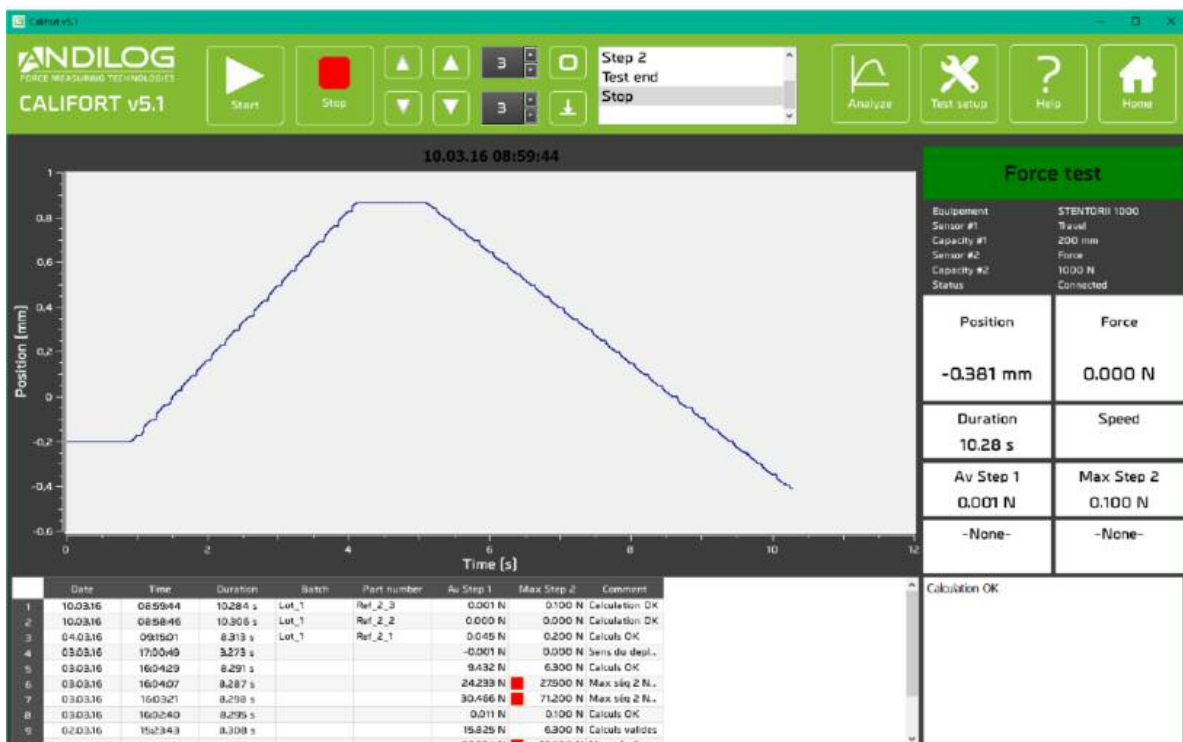 Califort v5.1
ANDILOG
FORCE MEASURING TECHNOLOGIES
CALIFORT v5.1
Start
Stop
3
3
Step 2
Test end
Stop
Analyze
Test setup
Help
Home
10.03.16 08:59:44
Position [mm]
1
0.8
0,6
0,4
0,2
0
-0,2
-0,4
-0.6
0 2 4 6 8 10 12
Time [s]
Force test
Equipement STENTORII 1000
Sensor #1 Travel
Capacity #1 200 mm
Sensor #2 Force
Capacity #2 1000 N
Status Connected
Position Force
-0.381 mm 0.000 N
Duration Speed
10.28 s
Av Step 1 Max Step 2
0.001 N 0.100 N
-None- -None-
Date Time Duration Batch Part number Av Step 1 Max Step 2 Comment
1 10.03.16 08:59:44 10.284 s Lot_1 Ref_2_3 0.001 N 0.100 N Calculation OK
2 10.03.16 08:58:46 10.306 s Lot_1 Ref_2_2 0.000 N 0.000 N Calculation OK
3 04.03.16 09:15:01 8.313 s Lot_1 Ref_2_1 0.045 N 0.200 N Calculs OK
4 03.03.16 17:00:49 3.273 s -0.001 N 0.000 N Sens du depl..
5 03.03.16 16:04:29 8.291 s 9.432 N 6.300 N Calculs OK
6 03.03.16 16:04:07 8.287 s 24.233 N 27.500 N Max séq 2 N..
7 03.03.16 16:03:21 8.298 s 30.466 N 71.200 N Max séq 2 N..
8 03.03.16 16:02:40 8.295 s 0.011 N 0.100 N Calculs OK
9 02.03.16 15:23:43 8.308 s 15.825 N 6.300 N Calculs valides
Calculation OK